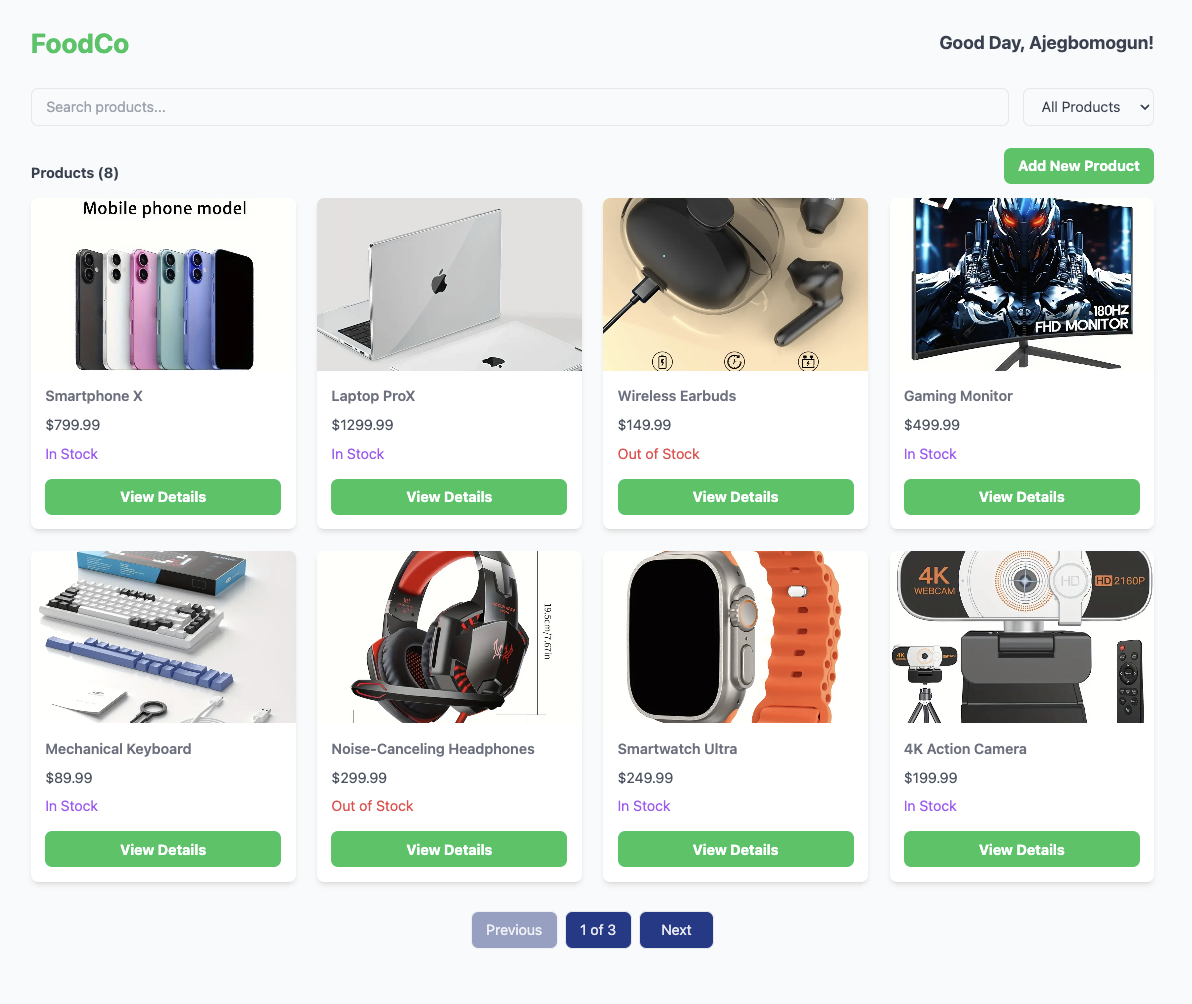 FoodCo
Good Day, Ajegbomogun!
Search products...
All Products
Products (8)
Add New Product
Mobile phone model
180HZ
FHD MONITOR
Smartphone X
$799.99
In Stock
View Details
Laptop ProX
$1299.99
In Stock
View Details
Wireless Earbuds
$149.99
Out of Stock
View Details
Gaming Monitor
$499.99
In Stock
View Details
19.5cm/7.67in
4K
WEBCAM
HD
HD 2160P
4K
Mechanical Keyboard
$89.99
In Stock
View Details
Noise-Canceling Headphones
$299.99
Out of Stock
View Details
Smartwatch Ultra
$249.99
In Stock
View Details
4K Action Camera
$199.99
In Stock
View Details
Previous
1 of 3
Next